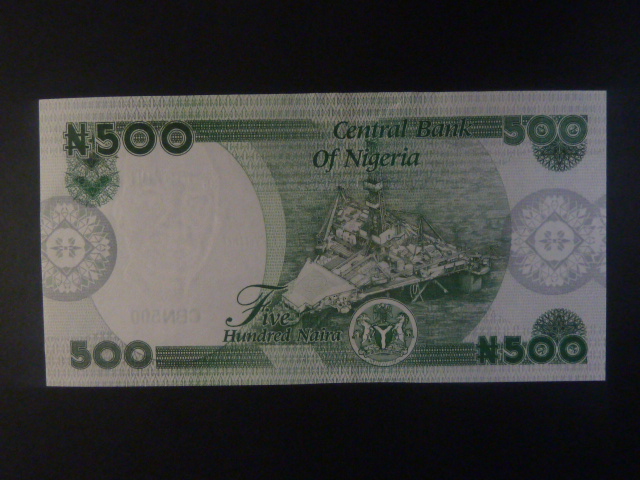 ₦500
Central Bank
Of Nigeria
500
Five
Hundred Naira
500
₦500